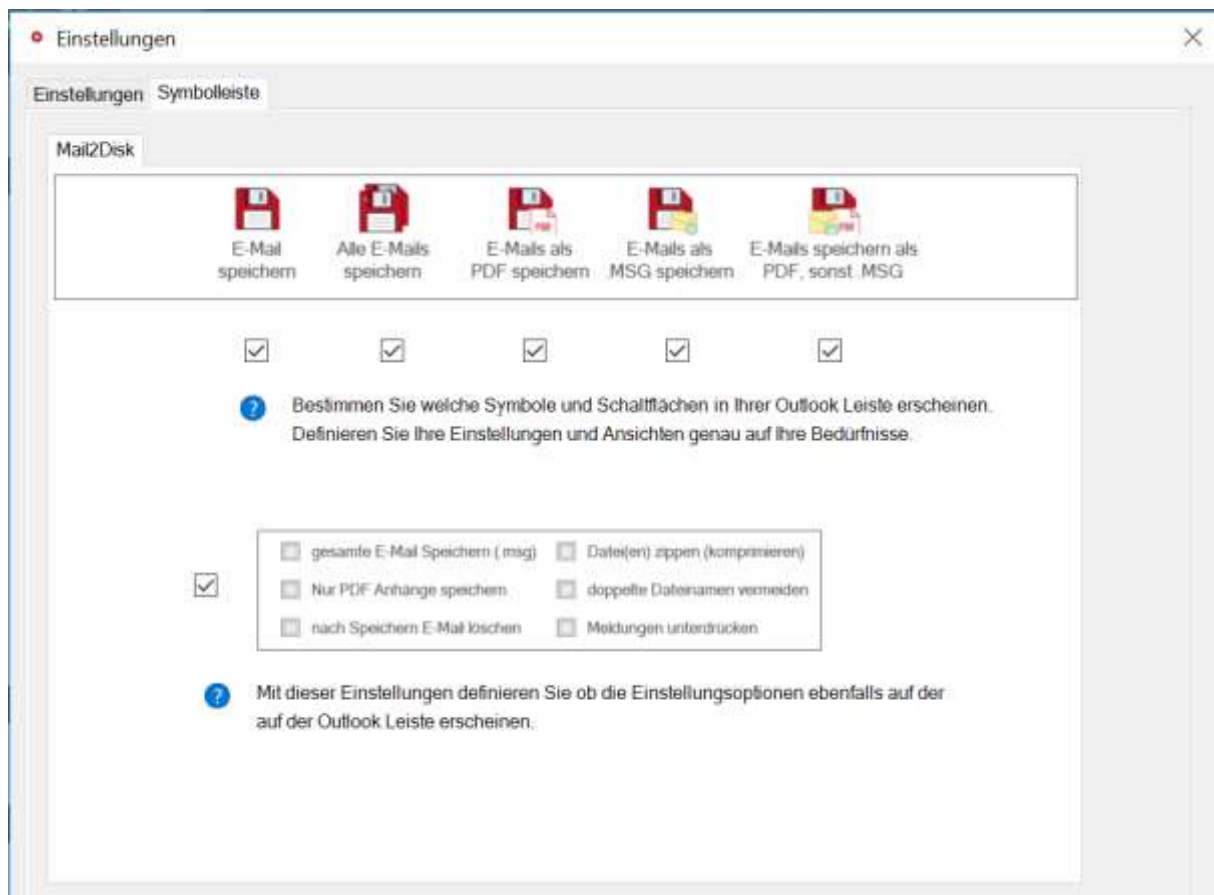 Einstellungen
Einstellungen Symbolleiste
Mail2Disk
E-Mail speichern
Alle E-Mails speichern
E-Mails als PDF speichern
E-Mails als .MSG speichern
E-Mails speichern als PDF, sonst .MSG
Bestimmen Sie welche Symbole und Schaltflächen in Ihrer Outlook Leiste erscheinen.
Definieren Sie Ihre Einstellungen und Ansichten genau auf Ihre Bedürfnisse.
gesamte E-Mail Speichern (.msg) Datei(en) zippen (komprimieren)
Nur PDF Anhänge speichern doppelte Dateinamen vermeiden
nach Speichern E-Mail löschen Meldungen unterdrücken
Mit dieser Einstellungen definieren Sie ob die Einstellungsoptionen ebenfalls auf der
auf der Outlook Leiste erscheinen.